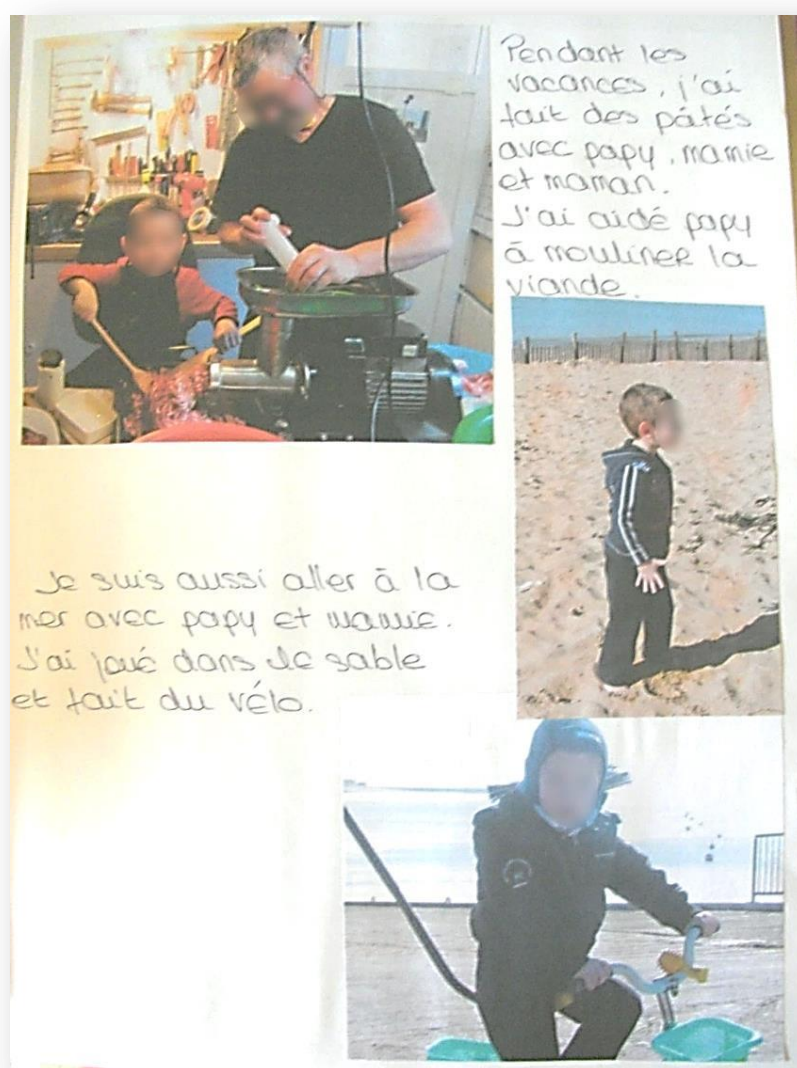 Pendant les
vacances, j'ai
fait des pâtés
avec papy, mamie
et maman.
J'ai aidé papy
à mouliner la
viande.
Je suis aussi aller à la
mer avec papy et mamie.
J'ai joué dans le sable
et fait du vélo.